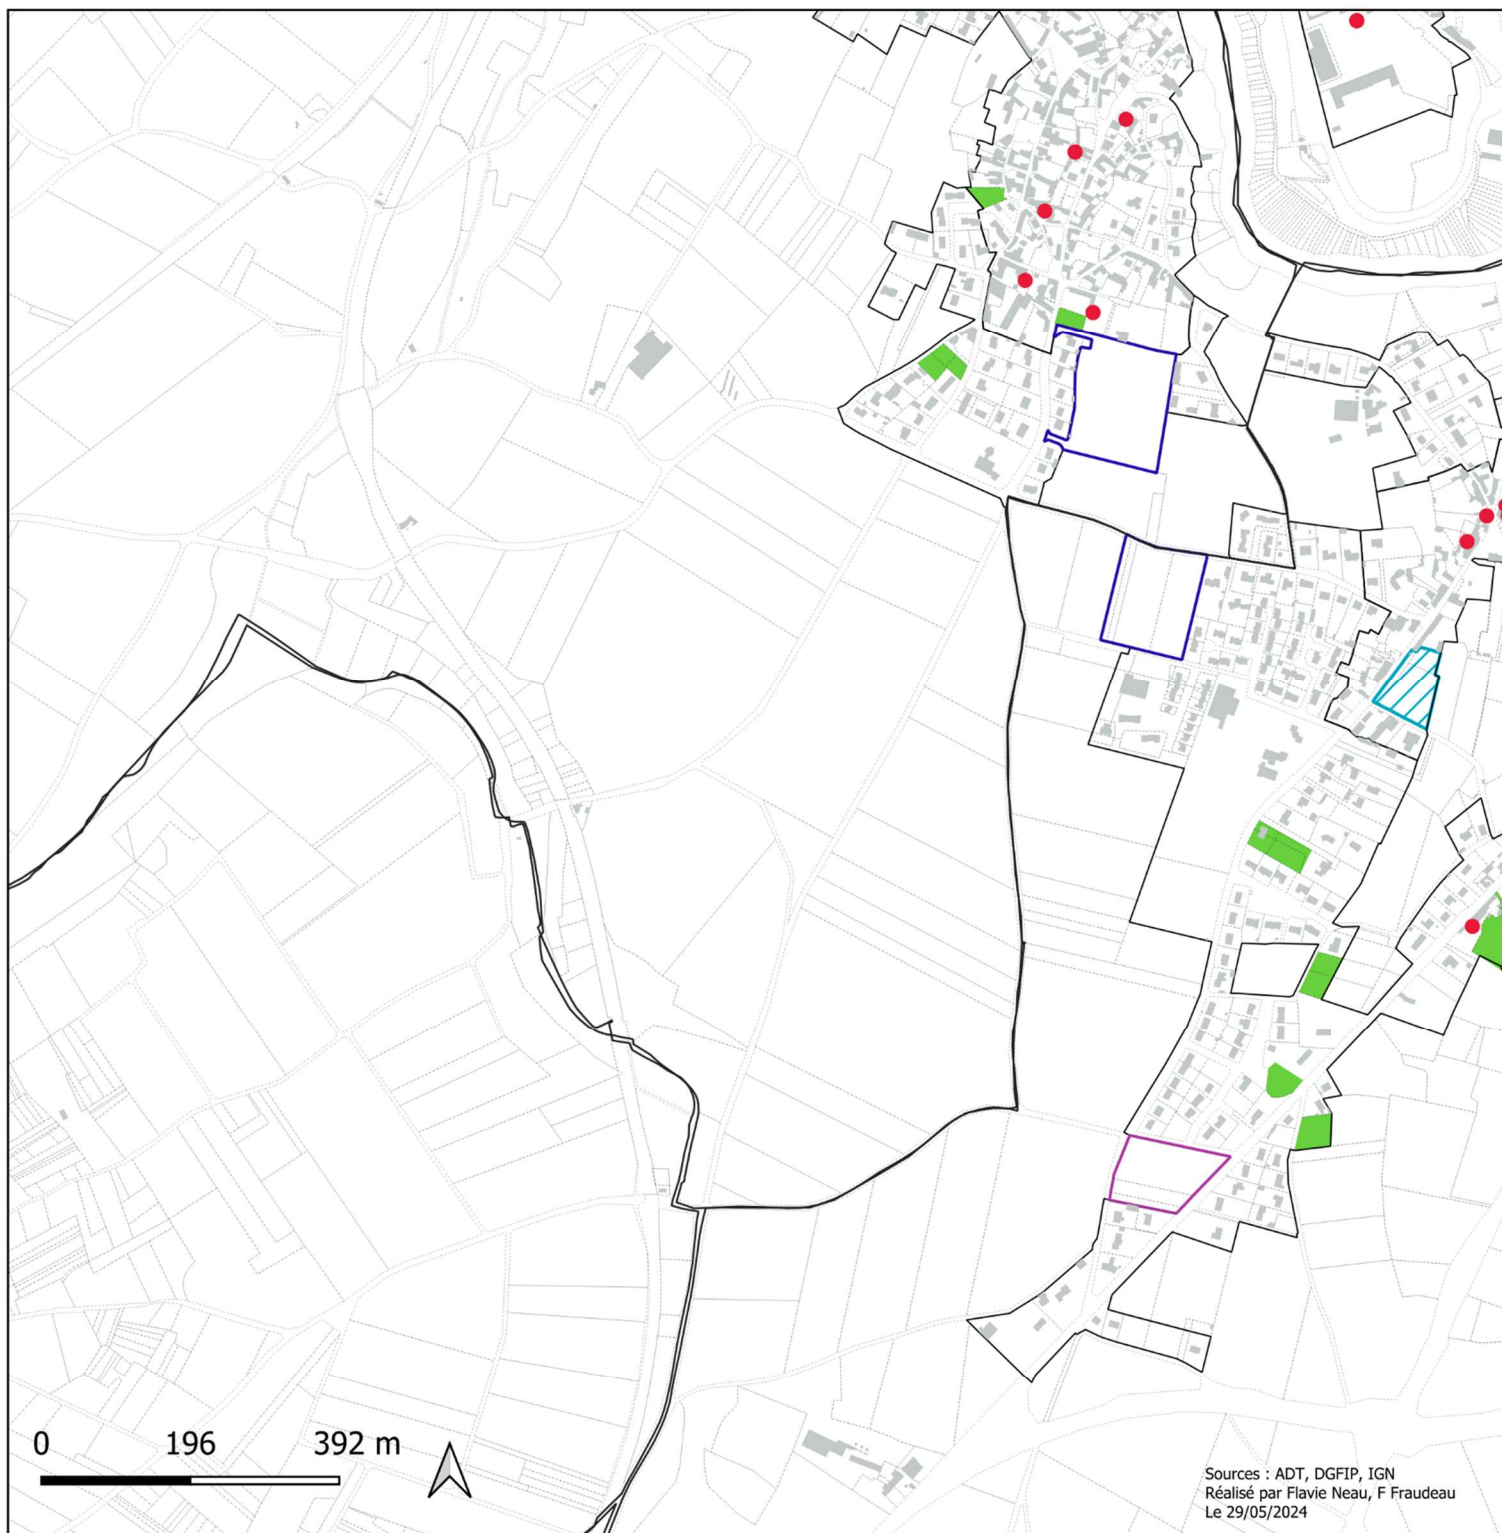 0 196 392 m
Sources : ADT, DGFIP, IGN
Réalisé par Flavie Neau, F Fraudeau
Le 29/05/2024